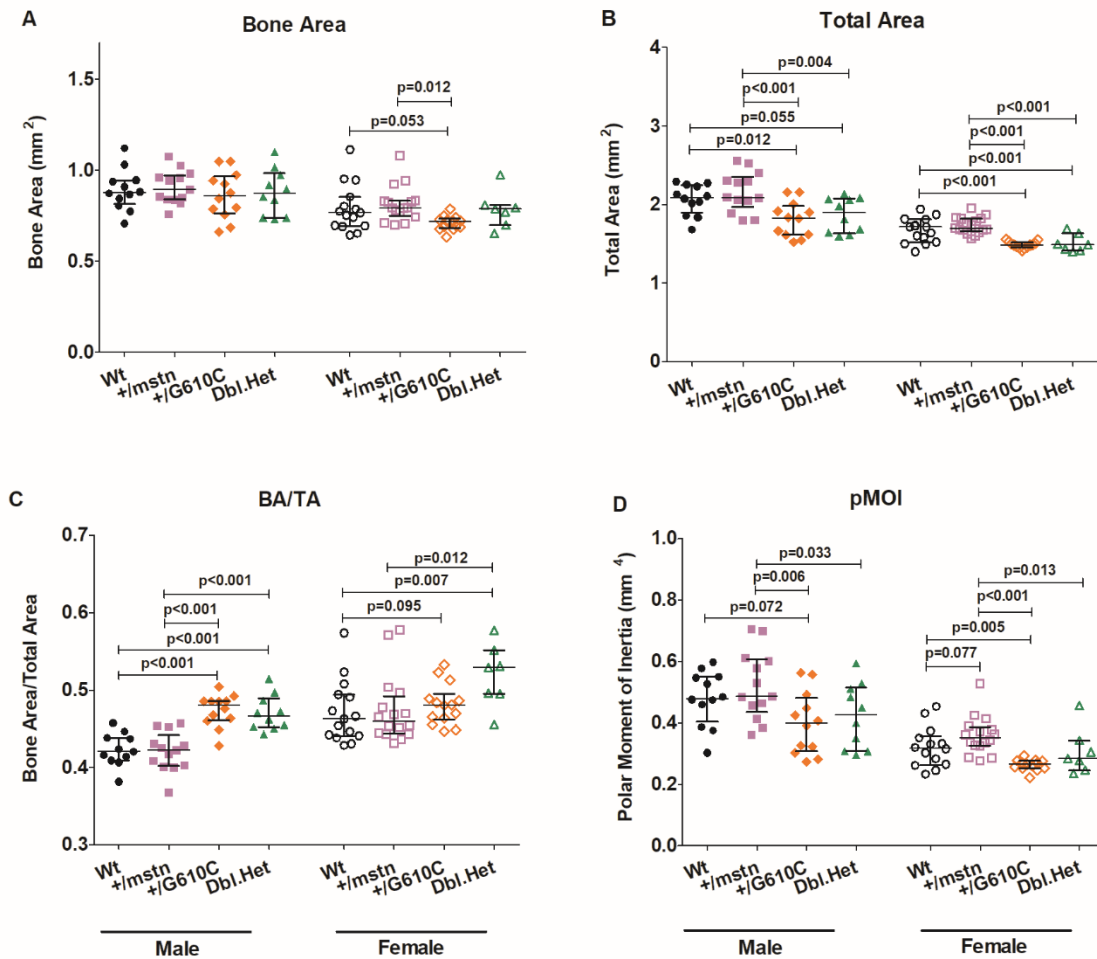 A
Bone Area
Bone Area (mm²)
1.5
1.0
0.5
0.0
p=0.012
p=0.053
Wt
+/mstn
+/G610C
Dbl.Het
Wt
+/mstn
+/G610C
Dbl.Het
B
Total Area
Total Area (mm²)
4
3
2
1
0
p=0.004
p<0.001
p=0.055
p=0.012
p<0.001
p<0.001
p<0.001
p<0.001
Wt
+/mstn
+/G610C
Dbl.Het
Wt
+/mstn
+/G610C
Dbl.Het
C
BA/TA
Bone Area/Total Area
0.7
0.6
0.5
0.4
0.3
p<0.001
p<0.001
p<0.001
p<0.001
p=0.012
p=0.007
p=0.095
Wt
+/mstn
+/G610C
Dbl.Het
Wt
+/mstn
+/G610C
Dbl.Het
Male
Female
D
pMOI
Polar Moment of Inertia (mm⁴)
1.0
0.8
0.6
0.4
0.2
0.0
p=0.033
p=0.006
p=0.072
p=0.013
p<0.001
p=0.005
p=0.077
Wt
+/mstn
+/G610C
Dbl.Het
Wt
+/mstn
+/G610C
Dbl.Het
Male
Female